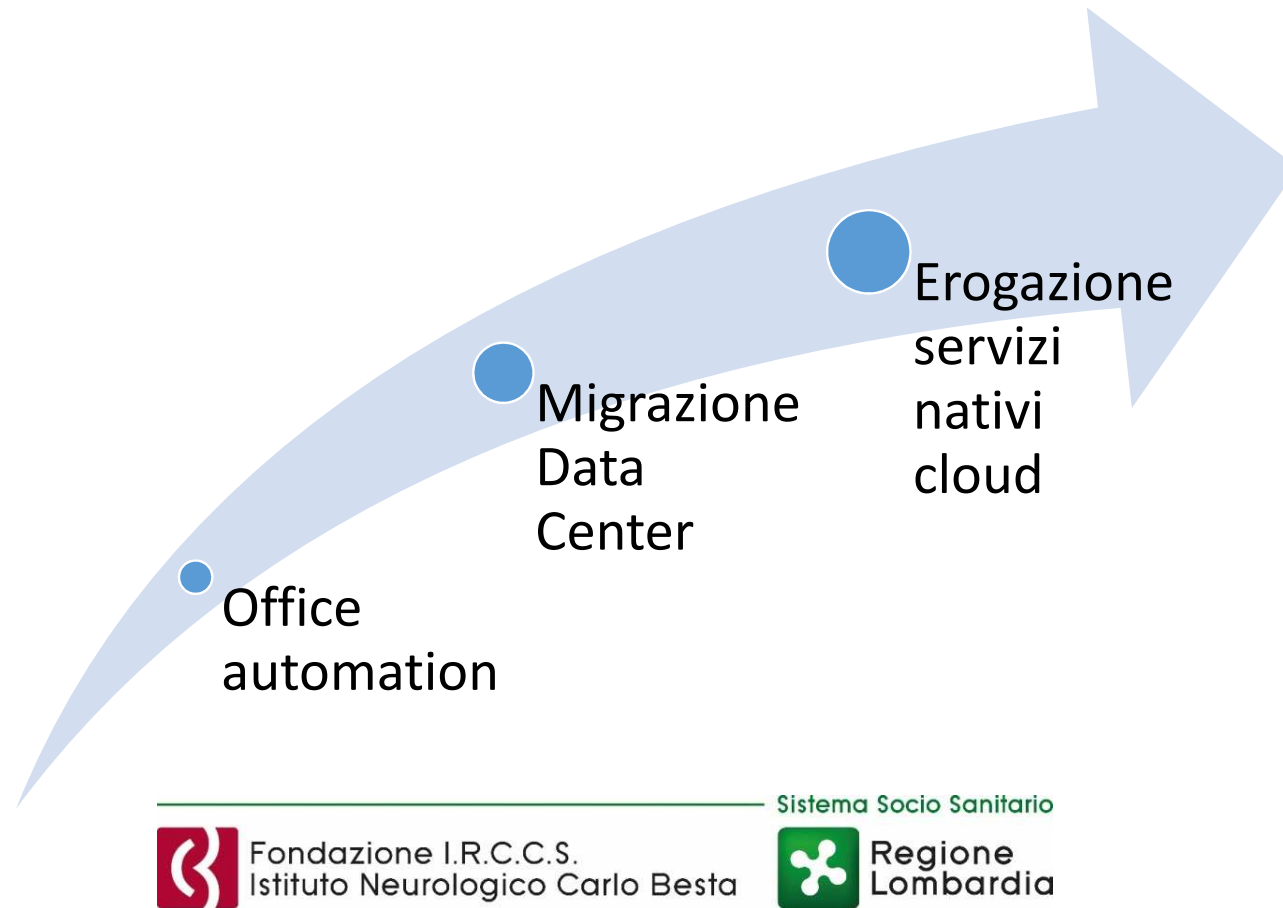 Erogazione
servizi
nativi
cloud
Migrazione
Data
Center
Office
automation
Sistema Socio Sanitario
Fondazione I.R.C.C.S.
Istituto Neurologico Carlo Besta
Regione
Lombardia